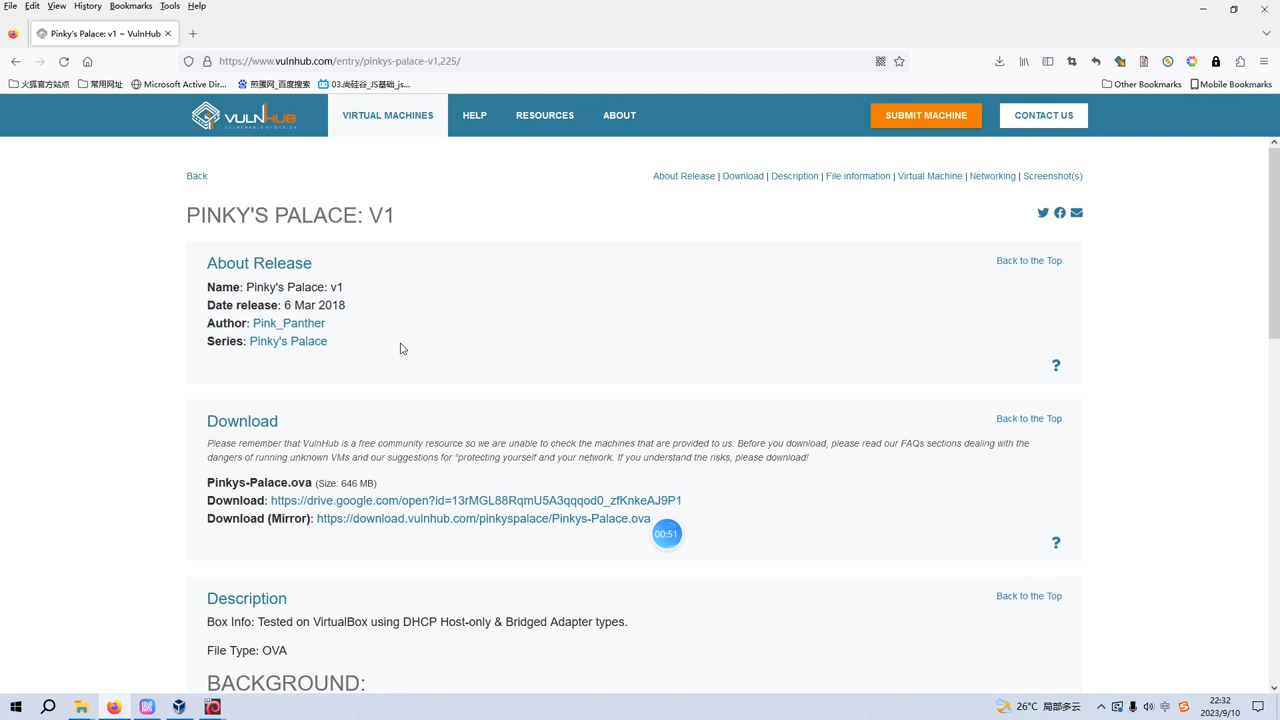 File Edit View History Bookmarks Tools Help
Pinky's Palace: v1 ~ VulnHub
https://www.vulnhub.com/entry/pinkys-palace-v1,225/
火狐官方站点 常用网址 Microsoft Active Dir... 煎蛋网_百度搜索 03.尚硅谷_JS基础_js... Other Bookmarks Mobile Bookmarks
VULNHUB VIRTUAL MACHINES HELP RESOURCES ABOUT SUBMIT MACHINE CONTACT US
VULNERABLE BY DESIGN
Back About Release | Download | Description | File information | Virtual Machine | Networking | Screenshot(s)
PINKY'S PALACE: V1
About Release Back to the Top
Name: Pinky's Palace: v1
Date release: 6 Mar 2018
Author: Pink_Panther
Series: Pinky's Palace
?
Download Back to the Top
Please remember that VulnHub is a free community resource so we are unable to check the machines that are provided to us. Before you download, please read our FAQs sections dealing with the
dangers of running unknown VMs and our suggestions for “protecting yourself and your network. If you understand the risks, please download!
Pinkys-Palace.ova (Size: 646 MB)
Download: https://drive.google.com/open?id=13rMGL88RqmU5A3qqqod0_zfKnkeAJ9P1
Download (Mirror): https://download.vulnhub.com/pinkyspalace/Pinkys-Palace.ova
00:51
?
Description Back to the Top
Box Info: Tested on VirtualBox using DHCP Host-only & Bridged Adapter types.
File Type: OVA
BACKGROUND:
26°C 局部多云 中 22:32
2023/9/10